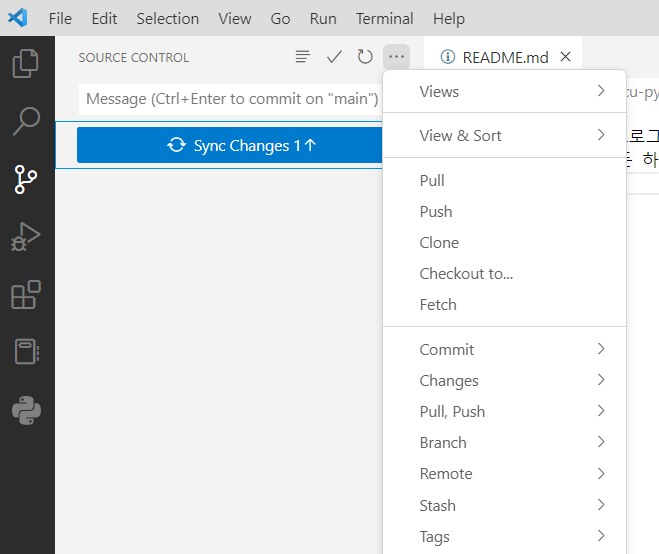 File Edit Selection View Go Run Terminal Help
SOURCE CONTROL
README.md
Message (Ctrl+Enter to commit on "main")
Sync Changes 1↑
Views
View & Sort
Pull
Push
Clone
Checkout to...
Fetch
Commit
Changes
Pull, Push
Branch
Remote
Stash
Tags
cu-py
로그
하